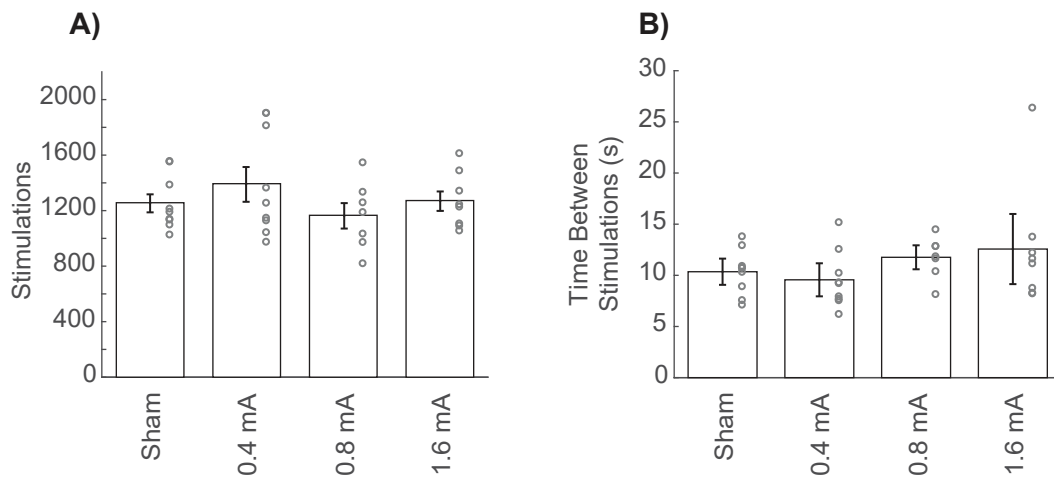 A)
Stimulations
2000
1600
1200
800
400
0
Sham
0.4 mA
0.8 mA
1.6 mA
B)
Time Between
Stimulations (s)
30
25
20
15
10
5
0
Sham
0.4 mA
0.8 mA
1.6 mA